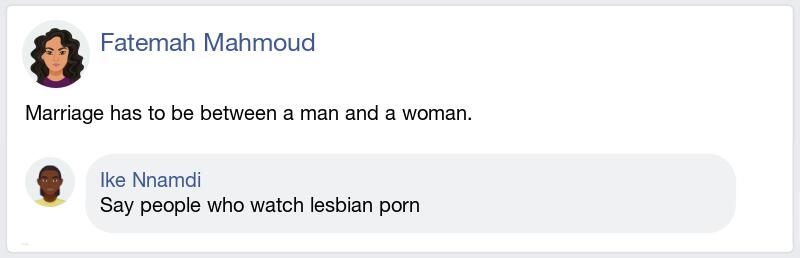 Fatemah Mahmoud
Marriage has to be between a man and a woman.
Ike Nnamdi
Say people who watch lesbian porn